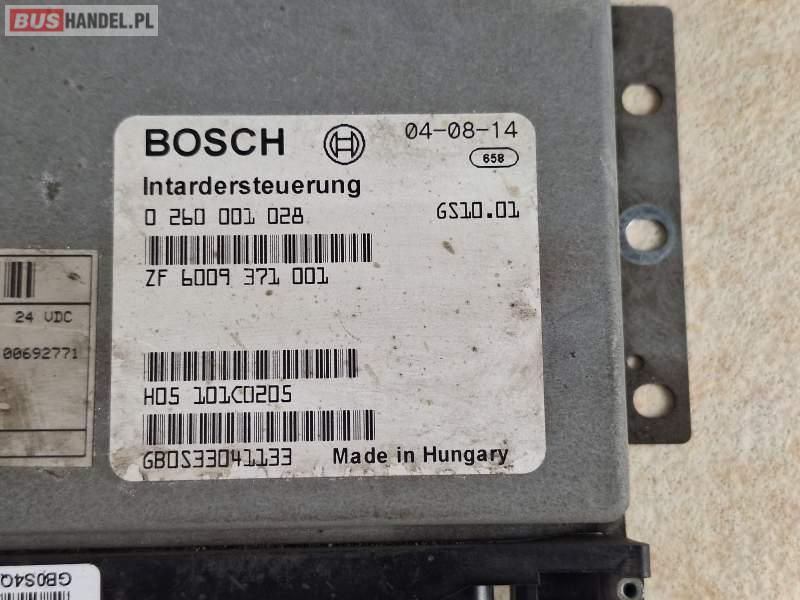 BUSHANDEL.PL
BOSCH
04-08-14
658
Intardersteuerung
0 260 001 028
GS10.01
ZF 6009 371 001
24 VDC
00692771
H05 101C0205
GB0S33041133
Made in Hungary
GB0S4Q